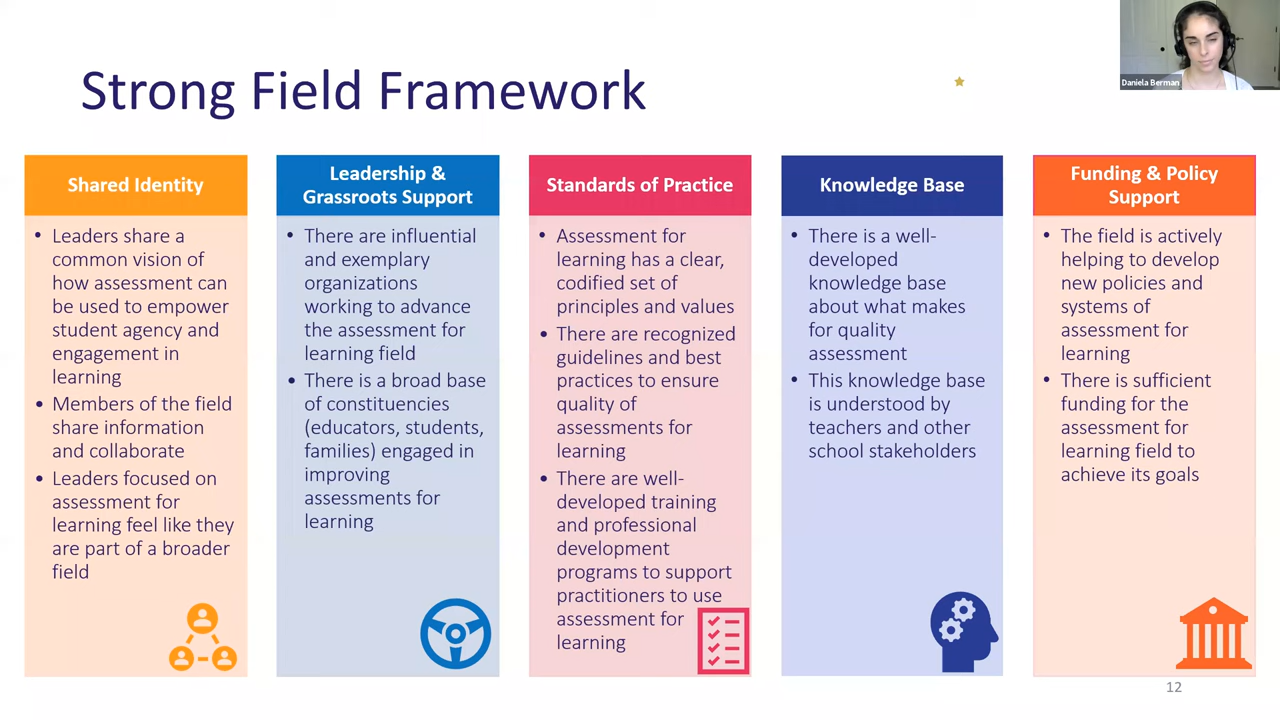 Strong Field Framework
Daniela Berman
Shared Identity
• Leaders share a
common vision of
how assessment can
be used to empower
student agency and
engagement in
learning
• Members of the field
share information
and collaborate
• Leaders focused on
assessment for
learning feel like they
are part of a broader
field
Leadership &
Grassroots Support
• There are influential
and exemplary
organizations
working to advance
the assessment for
learning field
• There is a broad base
of constituencies
(educators, students,
families) engaged in
improving
assessments for
learning
Standards of Practice
• Assessment for
learning has a clear,
codified set of
principles and values
• There are recognized
guidelines and best
practices to ensure
quality of
assessments for
learning
• There are well-
developed training
and professional
development
programs to support
practitioners to use
assessment for
learning
Knowledge Base
• There is a well-
developed
knowledge base
about what makes
for quality
assessment
• This knowledge base
is understood by
teachers and other
school stakeholders
Funding & Policy
Support
• The field is actively
helping to develop
new policies and
systems of
assessment for
learning
• There is sufficient
funding for the
assessment for
learning field to
achieve its goals
12